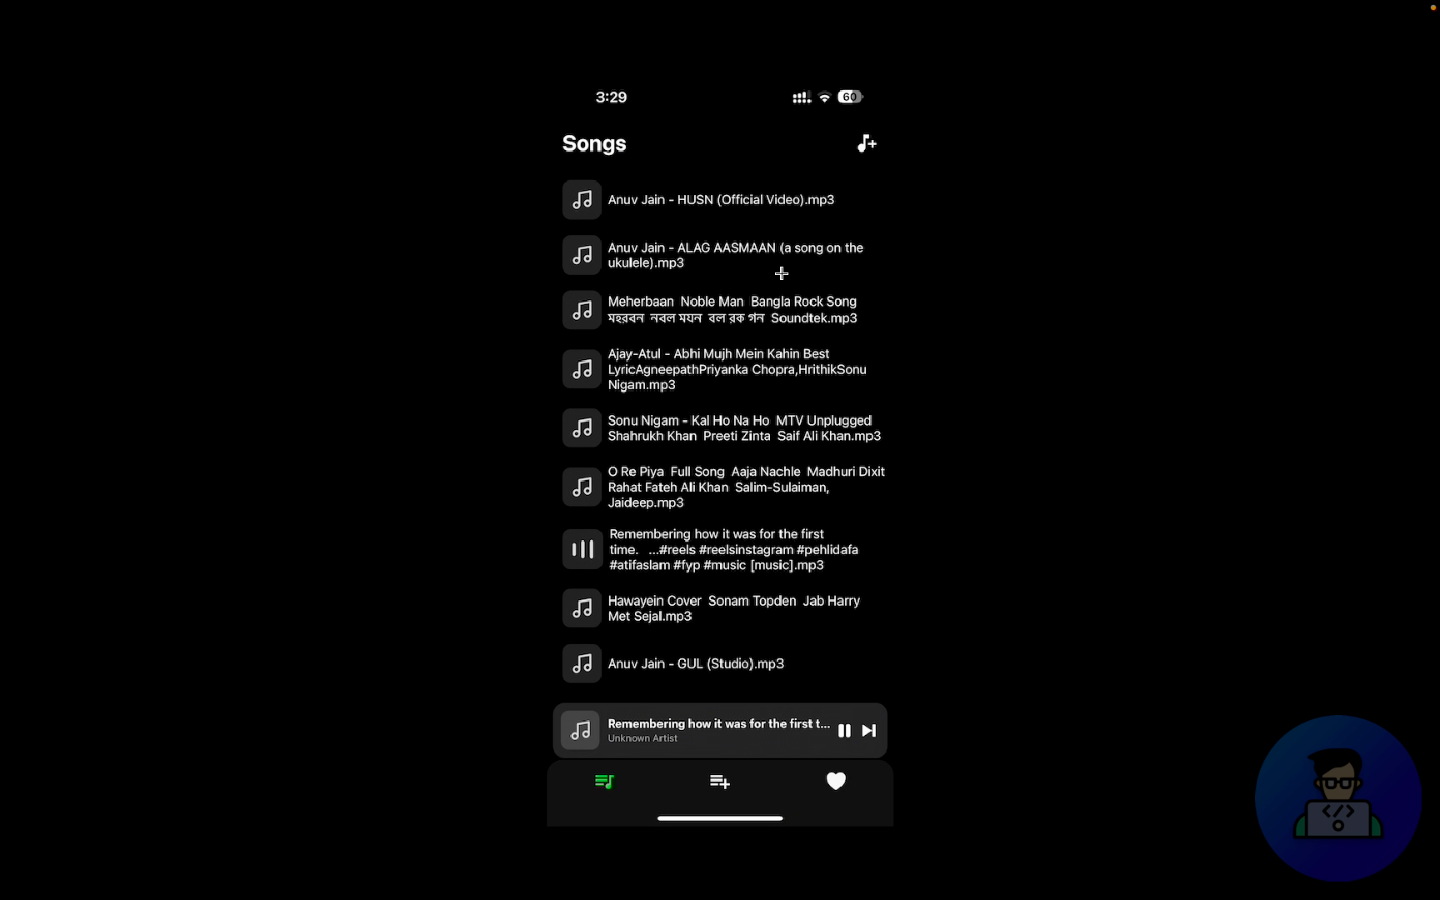 3:29
60
Songs
Anuv Jain - HUSN (Official Video).mp3
Anuv Jain - ALAG AASMAAN (a song on the
ukulele).mp3
Meherbaan  Noble Man  Bangla Rock Song
মহরবন  নবল মযন  বল রক গন  Soundtek.mp3
Ajay-Atul - Abhi Mujh Mein Kahin Best
LyricAgneepathPriyanka Chopra,HrithikSonu
Nigam.mp3
Sonu Nigam - Kal Ho Na Ho  MTV Unplugged
Shahrukh Khan  Preeti Zinta  Saif Ali Khan.mp3
O Re Piya  Full Song  Aaja Nachle  Madhuri Dixit
Rahat Fateh Ali Khan  Salim-Sulaiman,
Jaideep.mp3
Remembering how it was for the first
time.   ...#reels #reelsinstagram #pehlidafa
#atifaslam #fyp #music [music].mp3
Hawayein Cover  Sonam Topden  Jab Harry
Met Sejal.mp3
Anuv Jain - GUL (Studio).mp3
Remembering how it was for the first t...
Unknown Artist